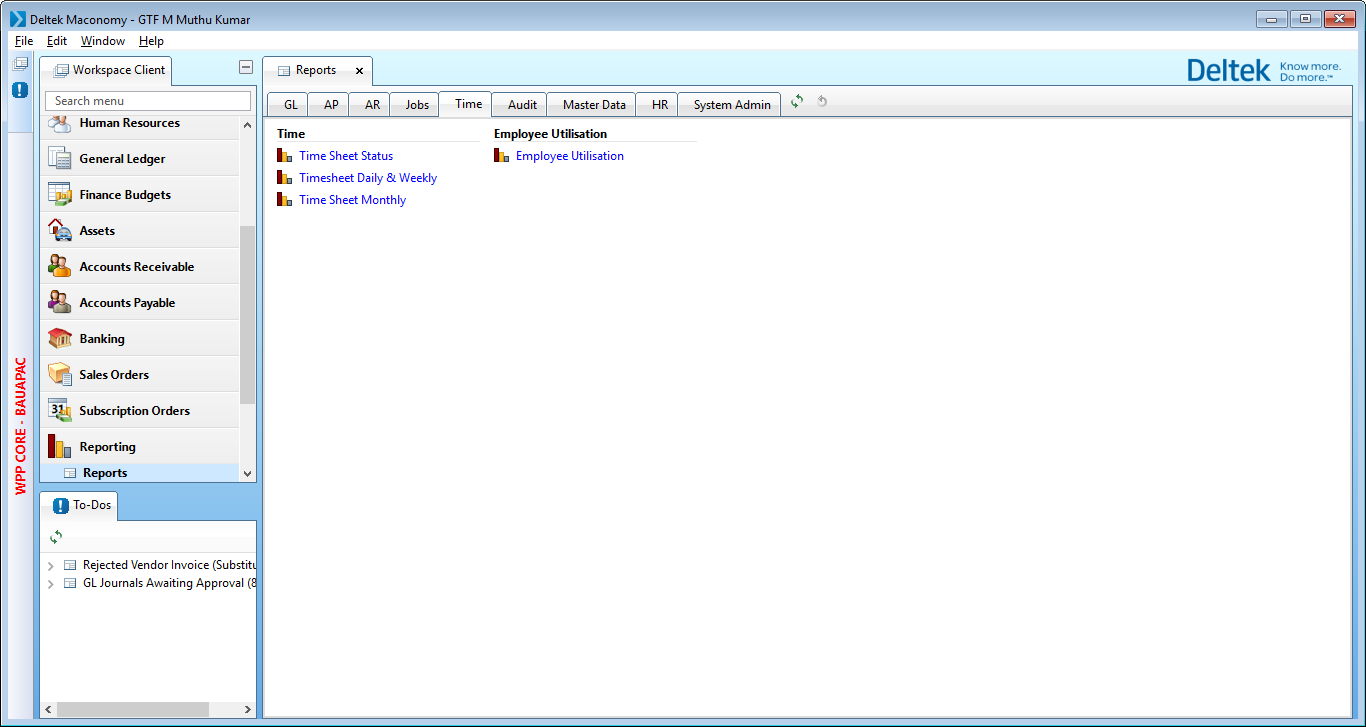 Deltek Maconomy - GTF M Muthu Kumar
File Edit Window Help
Workspace Client
Search menu
Human Resources
General Ledger
Finance Budgets
Assets
Accounts Receivable
Accounts Payable
Banking
Sales Orders
31
Subscription Orders
Reporting
Reports
WPP CORE - BAUAPAC
To-Dos
Rejected Vendor Invoice (Substitu
GL Journals Awaiting Approval (8
Reports
Deltek Know more.
Do more.™
GL AP AR Jobs Time Audit Master Data HR System Admin
Time
Time Sheet Status
Timesheet Daily & Weekly
Time Sheet Monthly
Employee Utilisation
Employee Utilisation